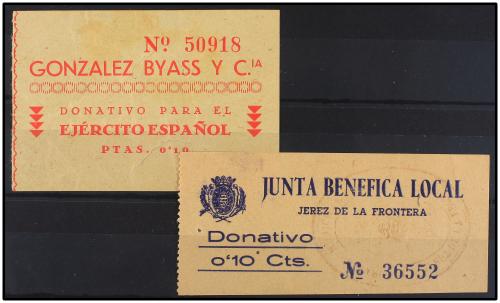 Nº 50918
GONZALEZ BYASS Y C.IA
DONATIVO PARA EL
EJÉRCITO ESPAÑOL
PTAS. 0'10
JUNTA BENEFICA LOCAL
JEREZ DE LA FRONTERA
Donativo
0'10 Cts.
Nº 36552